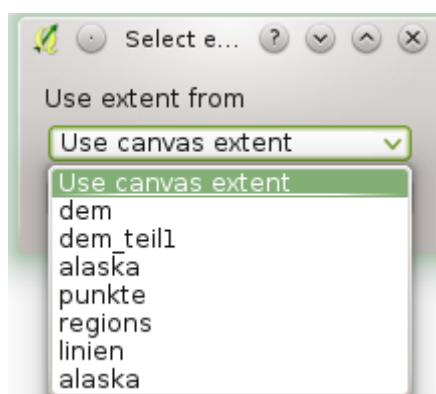 Select e...
Use extent from
Use canvas extent
Use canvas extent
dem
dem_teil1
alaska
punkte
regions
linien
alaska